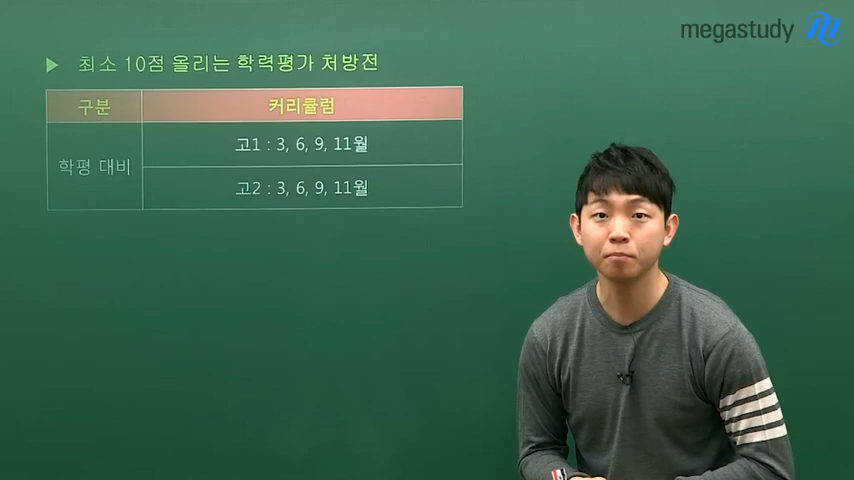 megastudy
▶ 최소 10점 올리는 학력평가 처방전
구분 커리큘럼
학평 대비
고1 : 3, 6, 9, 11월
고2 : 3, 6, 9, 11월